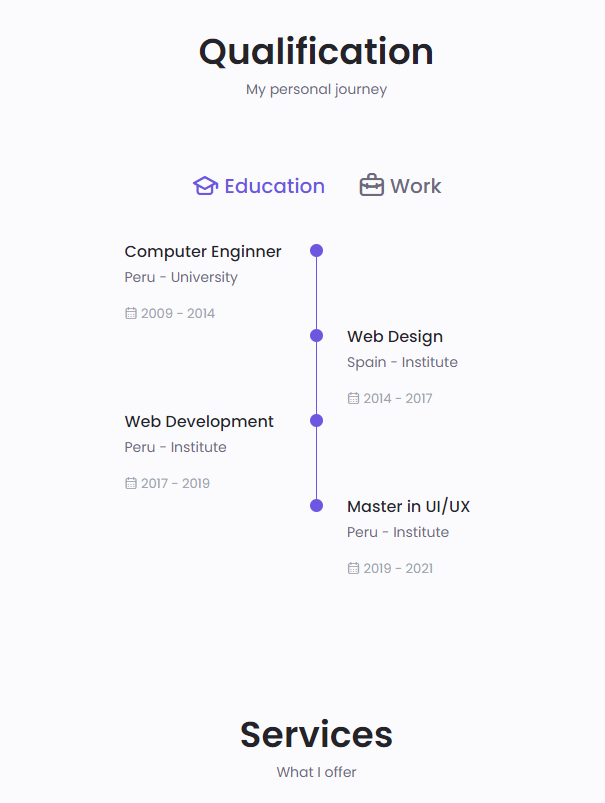 Qualification
My personal journey
Education Work
Computer Enginner
Peru - University
2009 - 2014
Web Design
Spain - Institute
2014 - 2017
Web Development
Peru - Institute
2017 - 2019
Master in UI/UX
Peru - Institute
2019 - 2021
Services
What I offer